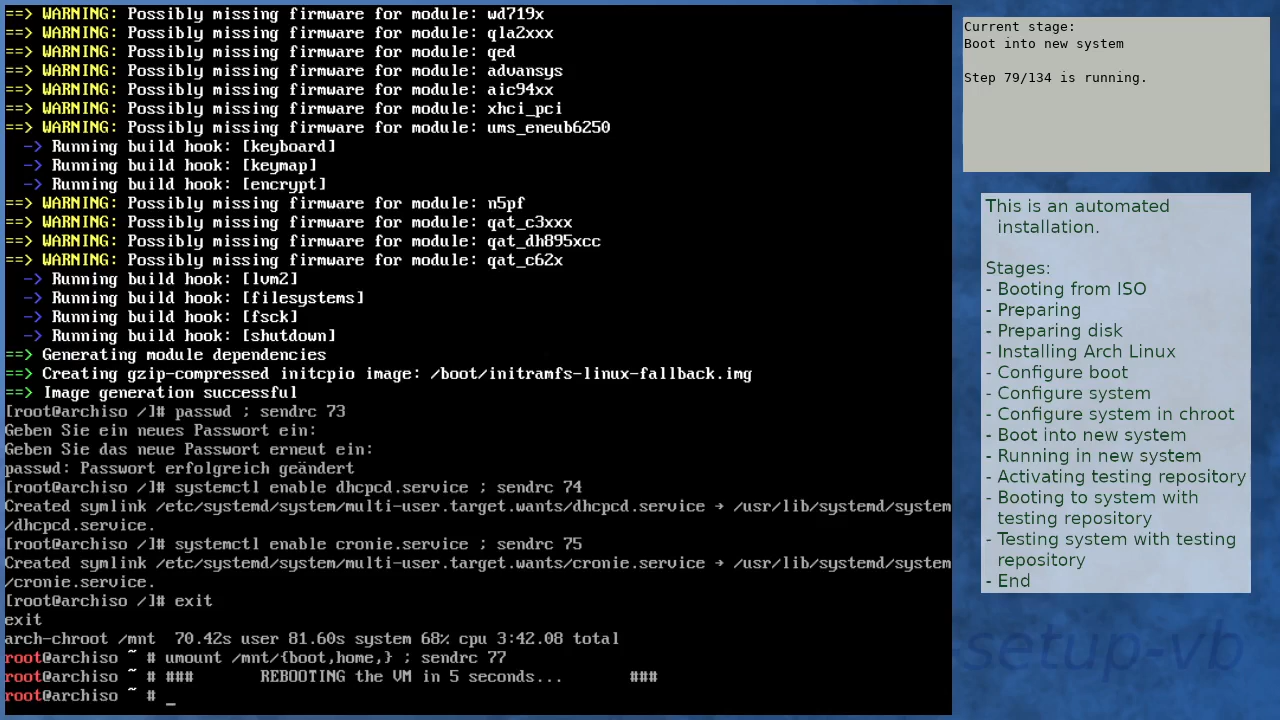 ==> WARNING: Possibly missing firmware for module: wd719x
==> WARNING: Possibly missing firmware for module: qla2xxx
==> WARNING: Possibly missing firmware for module: qed
==> WARNING: Possibly missing firmware for module: advansys
==> WARNING: Possibly missing firmware for module: aic94xx
==> WARNING: Possibly missing firmware for module: xhci_pci
==> WARNING: Possibly missing firmware for module: ums_eneub6250
  -> Running build hook: [keyboard]
  -> Running build hook: [keymap]
  -> Running build hook: [encrypt]
==> WARNING: Possibly missing firmware for module: n5pf
==> WARNING: Possibly missing firmware for module: qat_c3xxx
==> WARNING: Possibly missing firmware for module: qat_dh895xcc
==> WARNING: Possibly missing firmware for module: qat_c62x
  -> Running build hook: [lvm2]
  -> Running build hook: [filesystems]
  -> Running build hook: [fsck]
  -> Running build hook: [shutdown]
==> Generating module dependencies
==> Creating gzip-compressed initcpio image: /boot/initramfs-linux-fallback.img
==> Image generation successful
[root@archiso /]# passwd ; sendrc 73
Geben Sie ein neues Passwort ein:
Geben Sie das neue Passwort erneut ein:
passwd: Passwort erfolgreich geändert
[root@archiso /]# systemctl enable dhcpcd.service ; sendrc 74
Created symlink /etc/systemd/system/multi-user.target.wants/dhcpcd.service → /usr/lib/systemd/system
/dhcpcd.service.
[root@archiso /]# systemctl enable cronie.service ; sendrc 75
Created symlink /etc/systemd/system/multi-user.target.wants/cronie.service → /usr/lib/systemd/system
/cronie.service.
[root@archiso /]# exit
exit
arch-chroot /mnt  70.42s user 81.60s system 68% cpu 3:42.08 total
root@archiso ~ # umount /mnt/{boot,home,} ; sendrc 77
root@archiso ~ # ###       REBOOTING the VM in 5 seconds...       ###
root@archiso ~ # _
Current stage:
Boot into new system
Step 79/134 is running.
This is an automated
installation.
Stages:
- Booting from ISO
- Preparing
- Preparing disk
- Installing Arch Linux
- Configure boot
- Configure system
- Configure system in chroot
- Boot into new system
- Running in new system
- Activating testing repository
- Booting to system with
testing repository
- Testing system with testing
repository
- End
-setup-vb